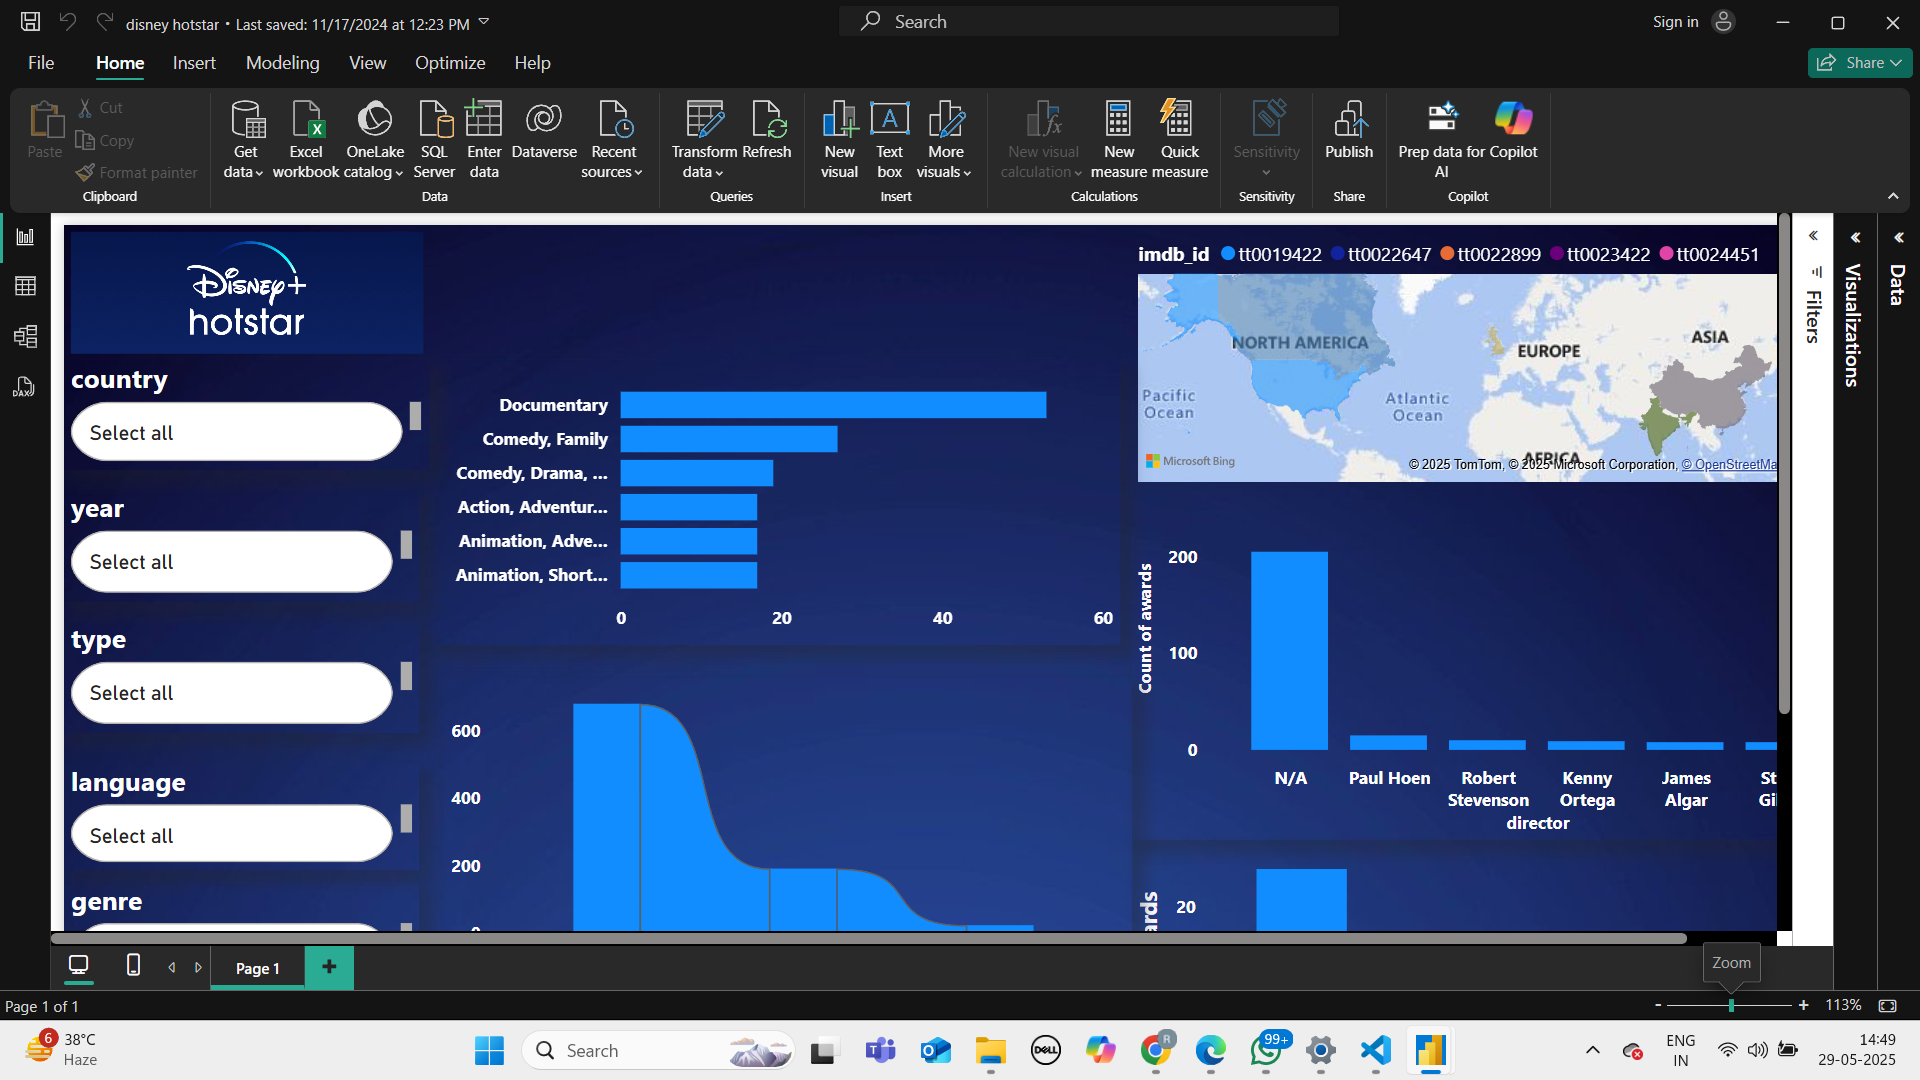 disney hotstar • Last saved: 11/17/2024 at 12:23 PM
Search
Sign in
File
Home
Insert
Modeling
View
Optimize
Help
Share
Paste
Cut
Copy
Format painter
Clipboard
Get data
Excel workbook
OneLake catalog
SQL Server
Enter data
Dataverse
Recent sources
Data
Transform data
Refresh
Queries
New visual
Text box
More visuals
Insert
New visual calculation
New measure
Quick measure
Calculations
Sensitivity
Sensitivity
Publish
Share
Prep data for AI
Copilot
Copilot
DAX
Disney+
hotstar
country
Select all
year
Select all
type
Select all
language
Select all
genre
Documentary
Comedy, Family
Comedy, Drama, ...
Action, Adventur...
Animation, Adve...
Animation, Short...
0 20 40 60
600
400
200
imdb_id tt0019422 tt0022647 tt0022899 tt0023422 tt0024451
NORTH AMERICA
EUROPE
ASIA
Pacific Ocean
Atlantic Ocean
AFRICA
Microsoft Bing
© 2025 TomTom, © 2025 Microsoft Corporation, © OpenStreetMa
Count of awards
200
100
0
N/A
Paul Hoen
Robert Stevenson
Kenny Ortega
James Algar
St
Gil
director
ards
20
Filters
Visualizations
Data
Page 1
Zoom
Page 1 of 1
- + 113%
6
38°C
Haze
Search
DELL
R
99+
ENG
IN
14:49
29-05-2025